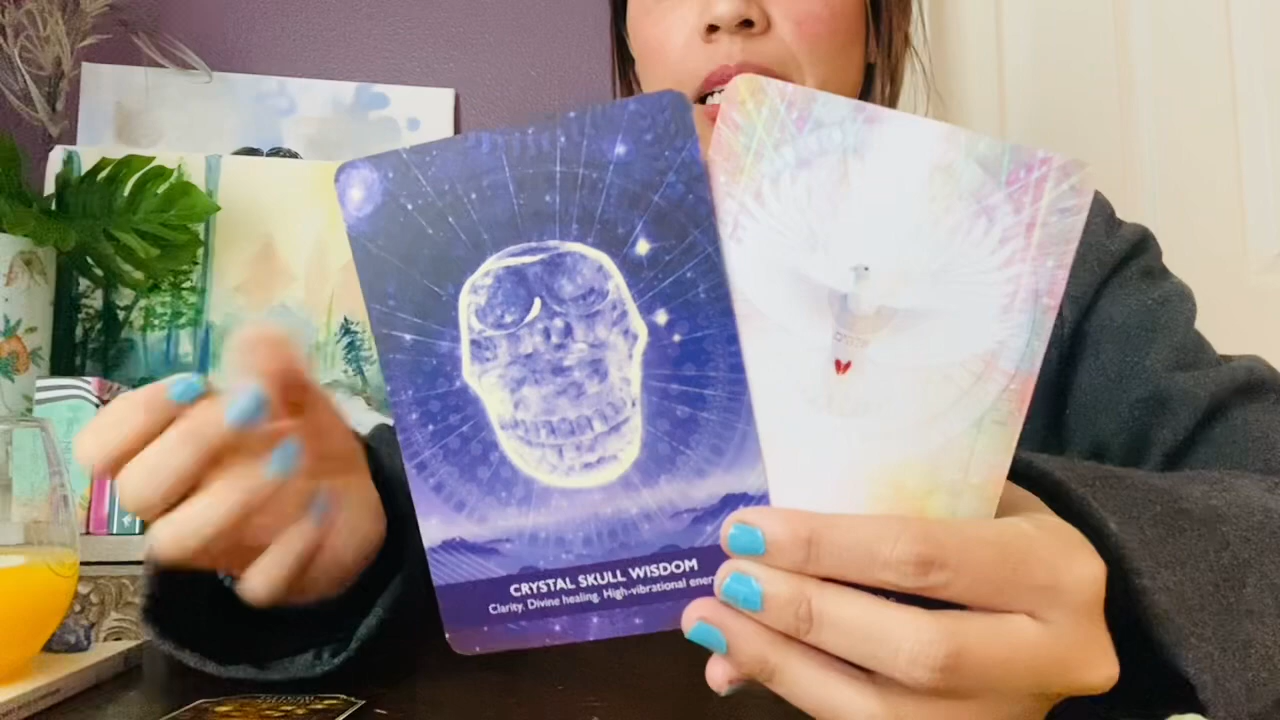 CRYSTAL SKULL WISDOM
Clarity. Divine healing. High-vibrational